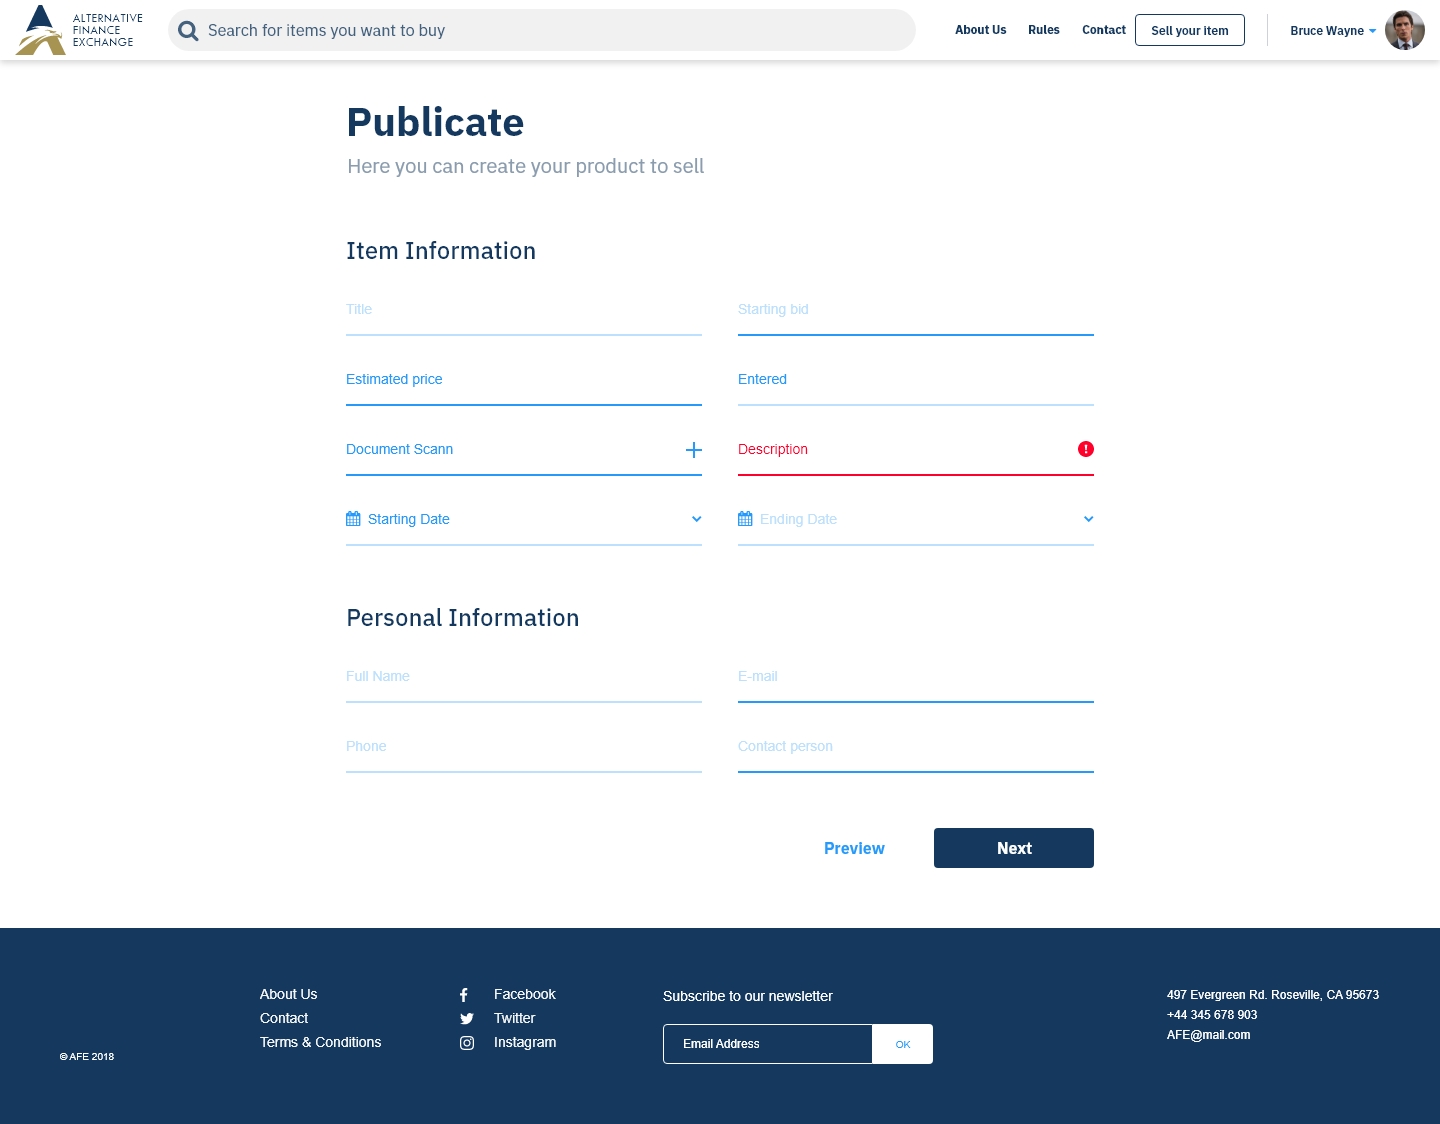 ALTERNATIVE
FINANCE
EXCHANGE
Search for items you want to buy
About Us
Rules
Contact
Sell your item
Bruce Wayne
Publicate
Here you can create your product to sell
Item Information
Title
Starting bid
Estimated price
Entered
Document Scann
Description
Starting Date
Ending Date
Personal Information
Full Name
E-mail
Phone
Contact person
Preview
Next
© AFE 2018
About Us
Contact
Terms & Conditions
Facebook
Twitter
Instagram
Subscribe to our newsletter
Email Address
OK
497 Evergreen Rd. Roseville, CA 95673
+44 345 678 903
AFE@mail.com